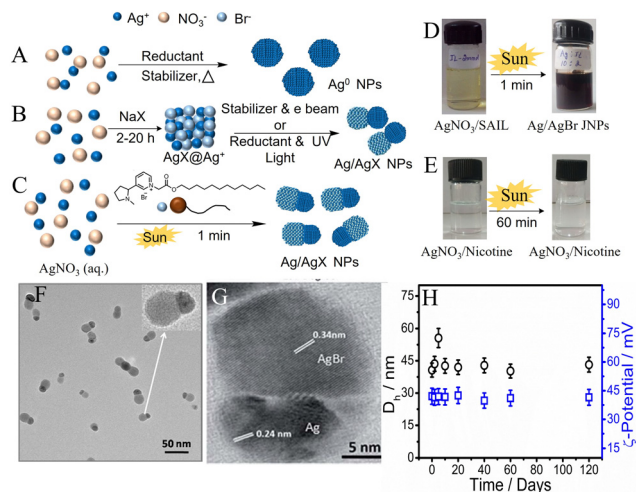 Ag⁺ NO₃⁻ Br⁻
A
Reductant
Stabilizer,△
Ag⁰ NPs
B
NaX
2-20 h
AgX@Ag⁺
Stabilizer & e beam
or
Reductant & UV
Light
Ag/AgX NPs
C
N
N
Br
O
O
Sun 1 min
AgNO₃ (aq.)
Ag/AgX NPs
D
Sun
1 min
AgNO₃/SAIL
Ag/AgBr JNPs
E
Sun
60 min
AgNO₃/Nicotine
AgNO₃/Nicotine
F
50 nm
G
0.34nm
AgBr
0.24 nm
Ag
5 nm
H
75
60
45
30
15
0
Dₕ / nm
90
75
60
45
30
15
ζ-Potential / mV
0 20 40 60 80 100 120
Time / Days